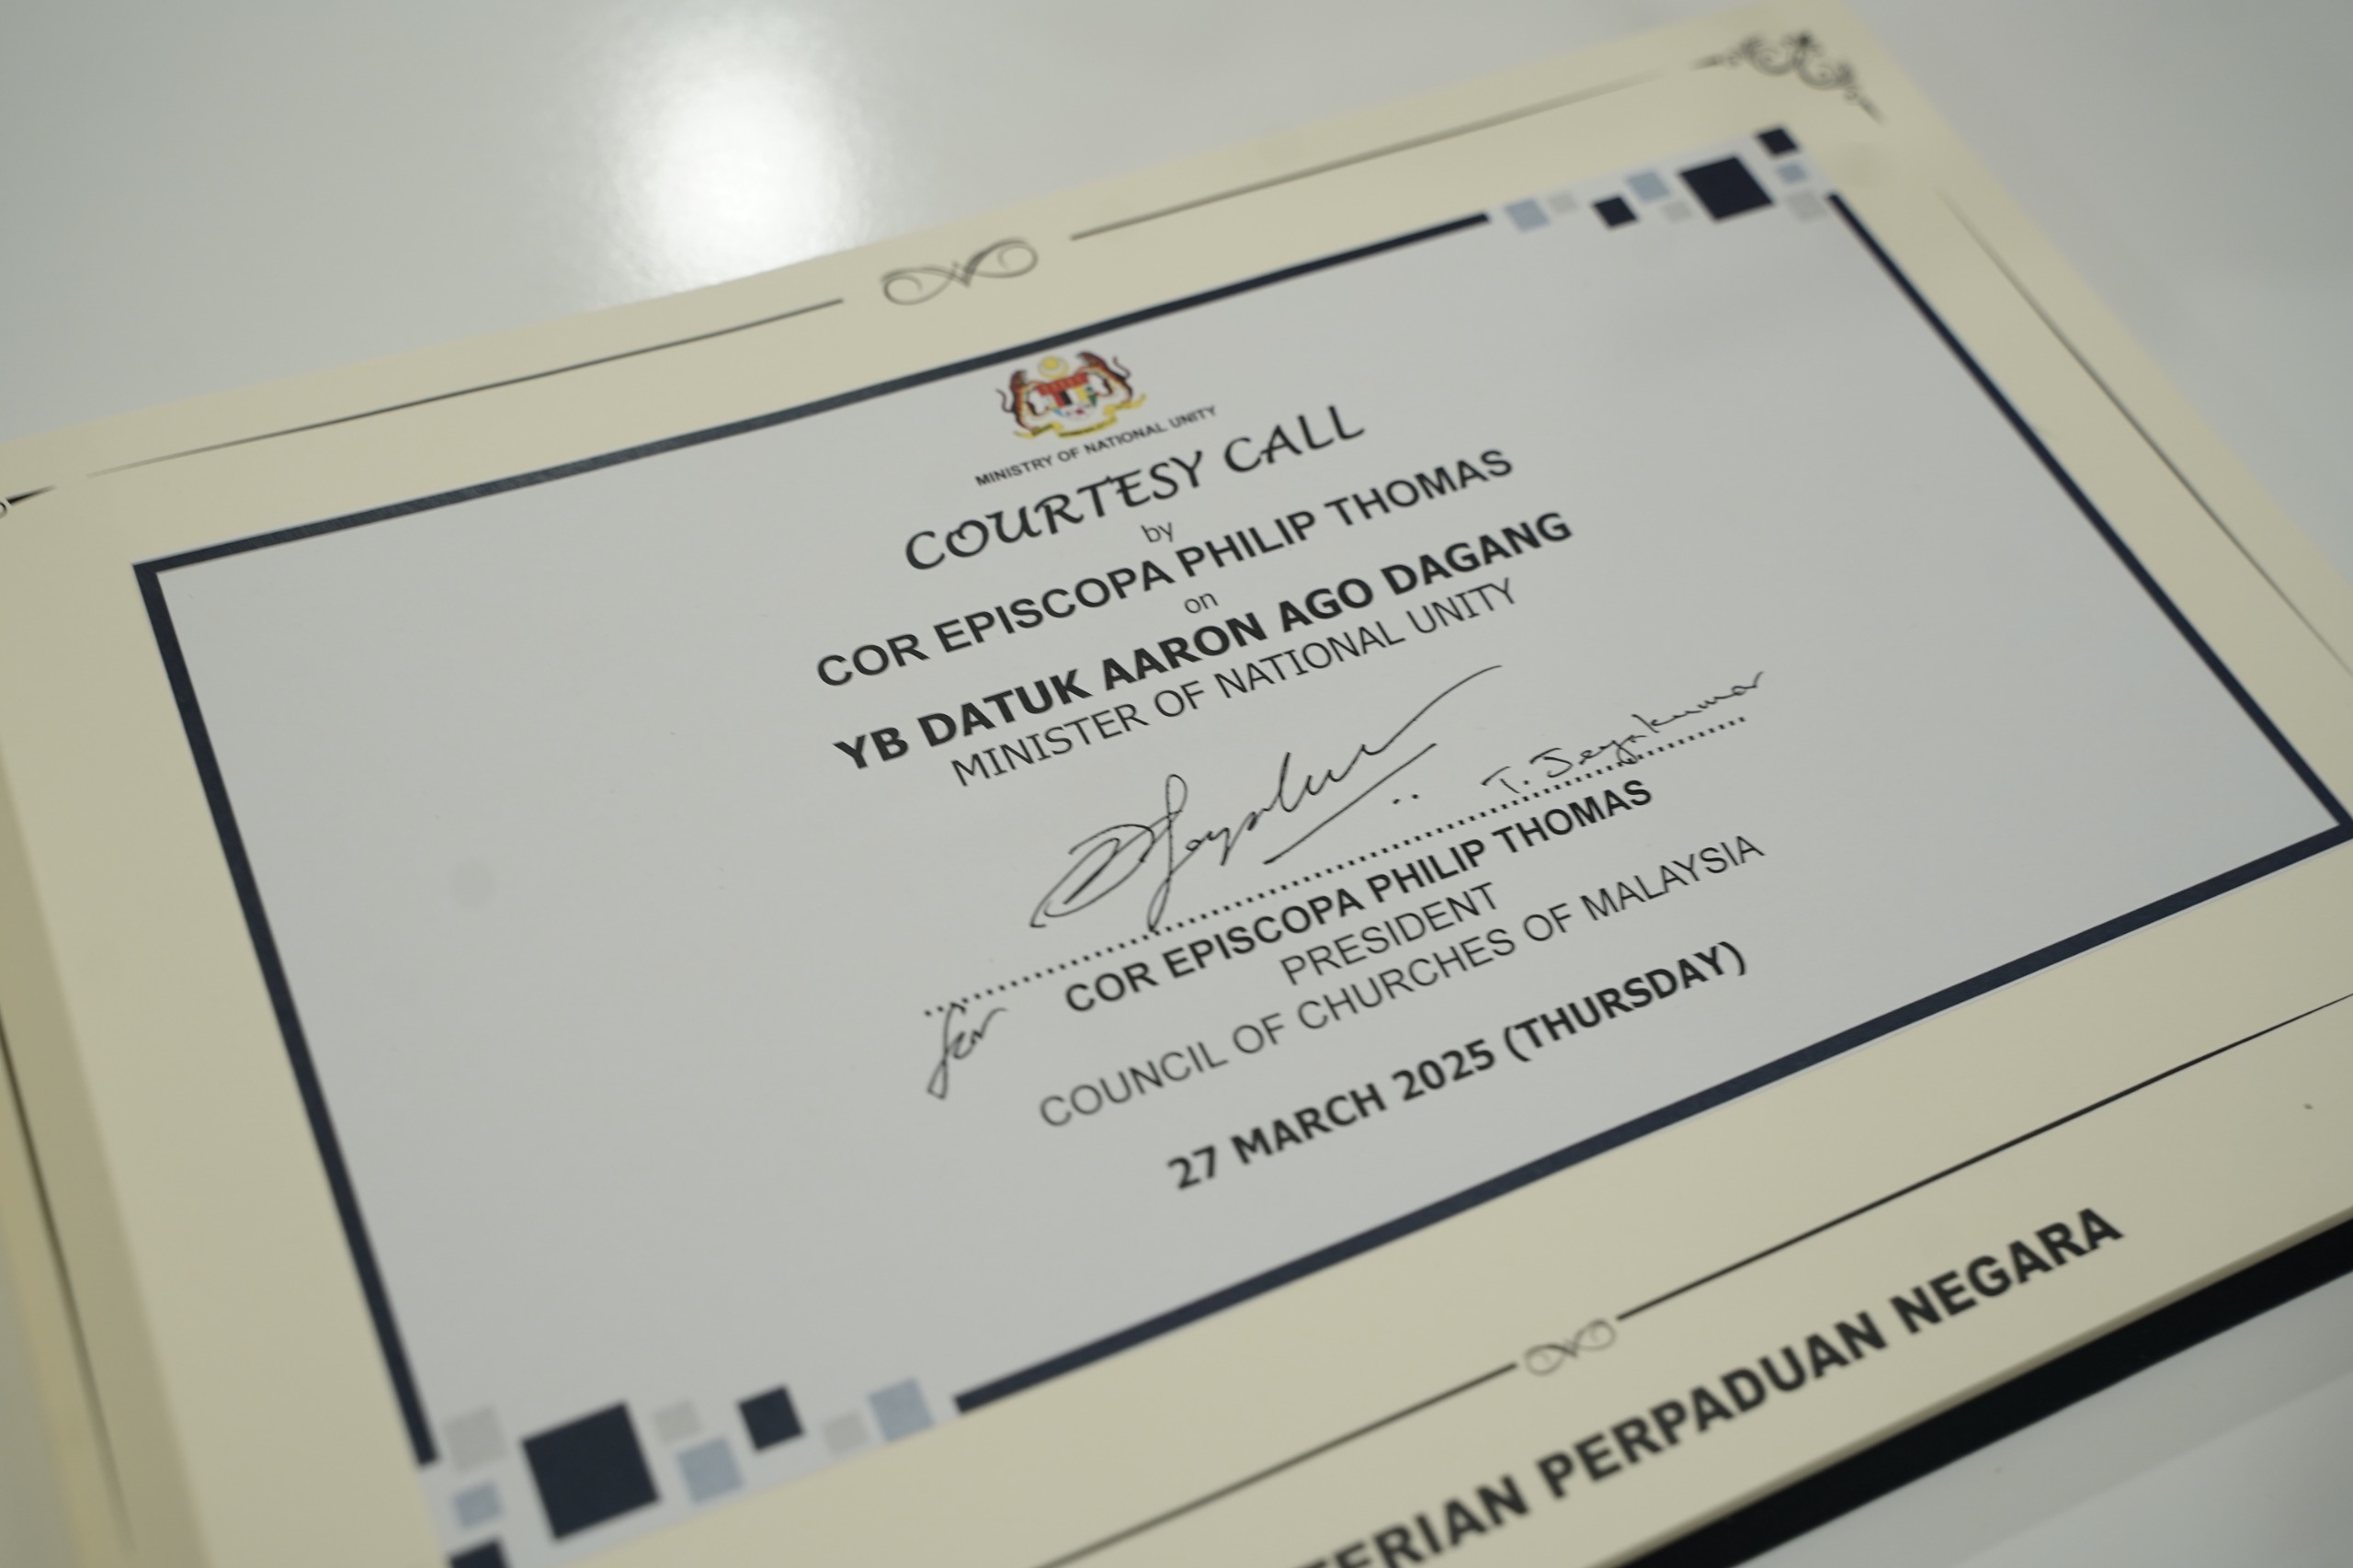 MINISTRY OF NATIONAL UNITY
COURTESY CALL
by
COR EPISCOPA PHILIP THOMAS
on
YB DATUK AARON AGO DAGANG
MINISTER OF NATIONAL UNITY
T. Jeyakumar
for
COR EPISCOPA PHILIP THOMAS
PRESIDENT
COUNCIL OF CHURCHES OF MALAYSIA
27 MARCH 2025 (THURSDAY)
TERIAN PERPADUAN NEGARA